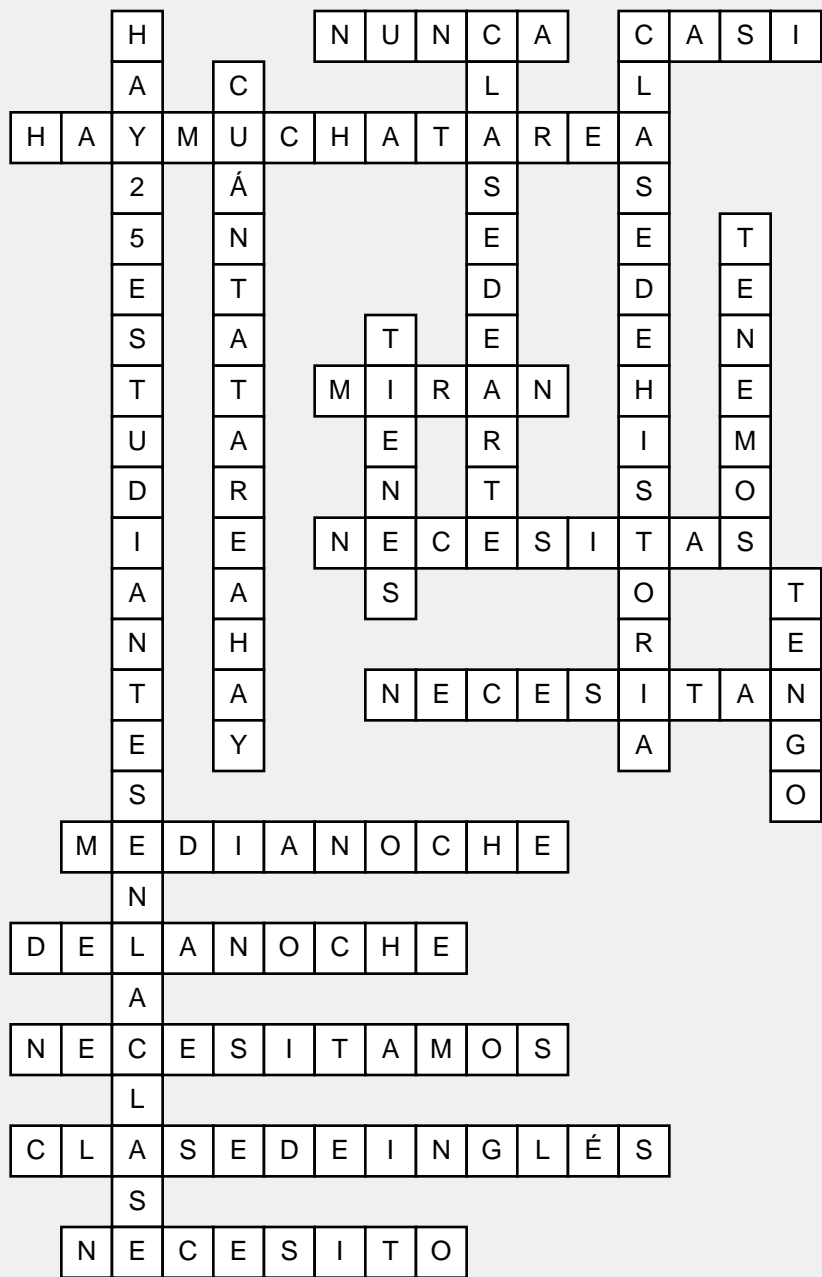 HAY25ESTUDIANTESENLACLASE
NUNCA
CLASEDEARTE
CASI
CLASEDEHISTORIA
CUÁNTATAREAHAY
HAYMUCHATAREA
TENEMOS
TIENES
MIRAN
NECESITAS
TENGO
NECESITAN
MEDIANOCHE
DELANOCHE
NECESITAMOS
CLASEDEINGLÉS
NECESITO